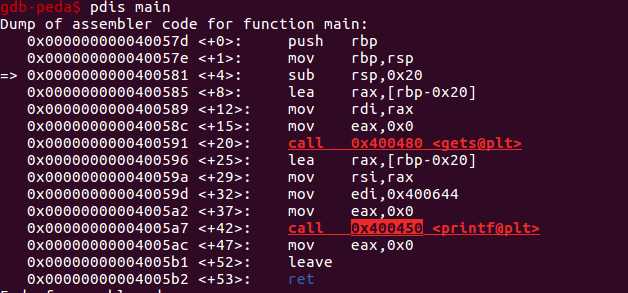 gdb-peda$ pdis main
Dump of assembler code for function main:
0x000000000040057d <+0>: push rbp
0x000000000040057e <+1>: mov rbp,rsp
=> 0x0000000000400581 <+4>: sub rsp,0x20
0x0000000000400585 <+8>: lea rax,[rbp-0x20]
0x0000000000400589 <+12>: mov rdi,rax
0x000000000040058c <+15>: mov eax,0x0
0x0000000000400591 <+20>: call 0x400480 <gets@plt>
0x0000000000400596 <+25>: lea rax,[rbp-0x20]
0x000000000040059a <+29>: mov rsi,rax
0x000000000040059d <+32>: mov edi,0x400644
0x00000000004005a2 <+37>: mov eax,0x0
0x00000000004005a7 <+42>: call 0x400450 <printf@plt>
0x00000000004005ac <+47>: mov eax,0x0
0x00000000004005b1 <+52>: leave
0x00000000004005b2 <+53>: ret